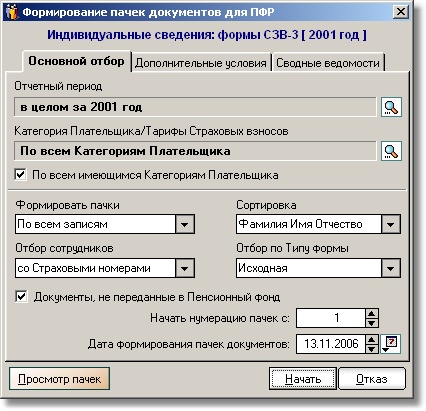 Формирование пачек документов для ПФР
Индивидуальные сведения: формы СЗВ-3 [ 2001 год ]
Основной отбор Дополнительные условия Сводные ведомости
Отчетный период
в целом за 2001 год
Категория Плательщика/Тарифы Страховых взносов
По всем Категориям Плательщика
По всем имеющимся Категориям Плательщика
Формировать пачки Сортировка
По всем записям Фамилия Имя Отчество
Отбор сотрудников Отбор по Типу формы
со Страховыми номерами Исходная
Документы, не переданные в Пенсионный фонд
Начать нумерацию пачек с: 1
Дата формирования пачек документов: 13.11.2006
Просмотр пачек Начать Отказ